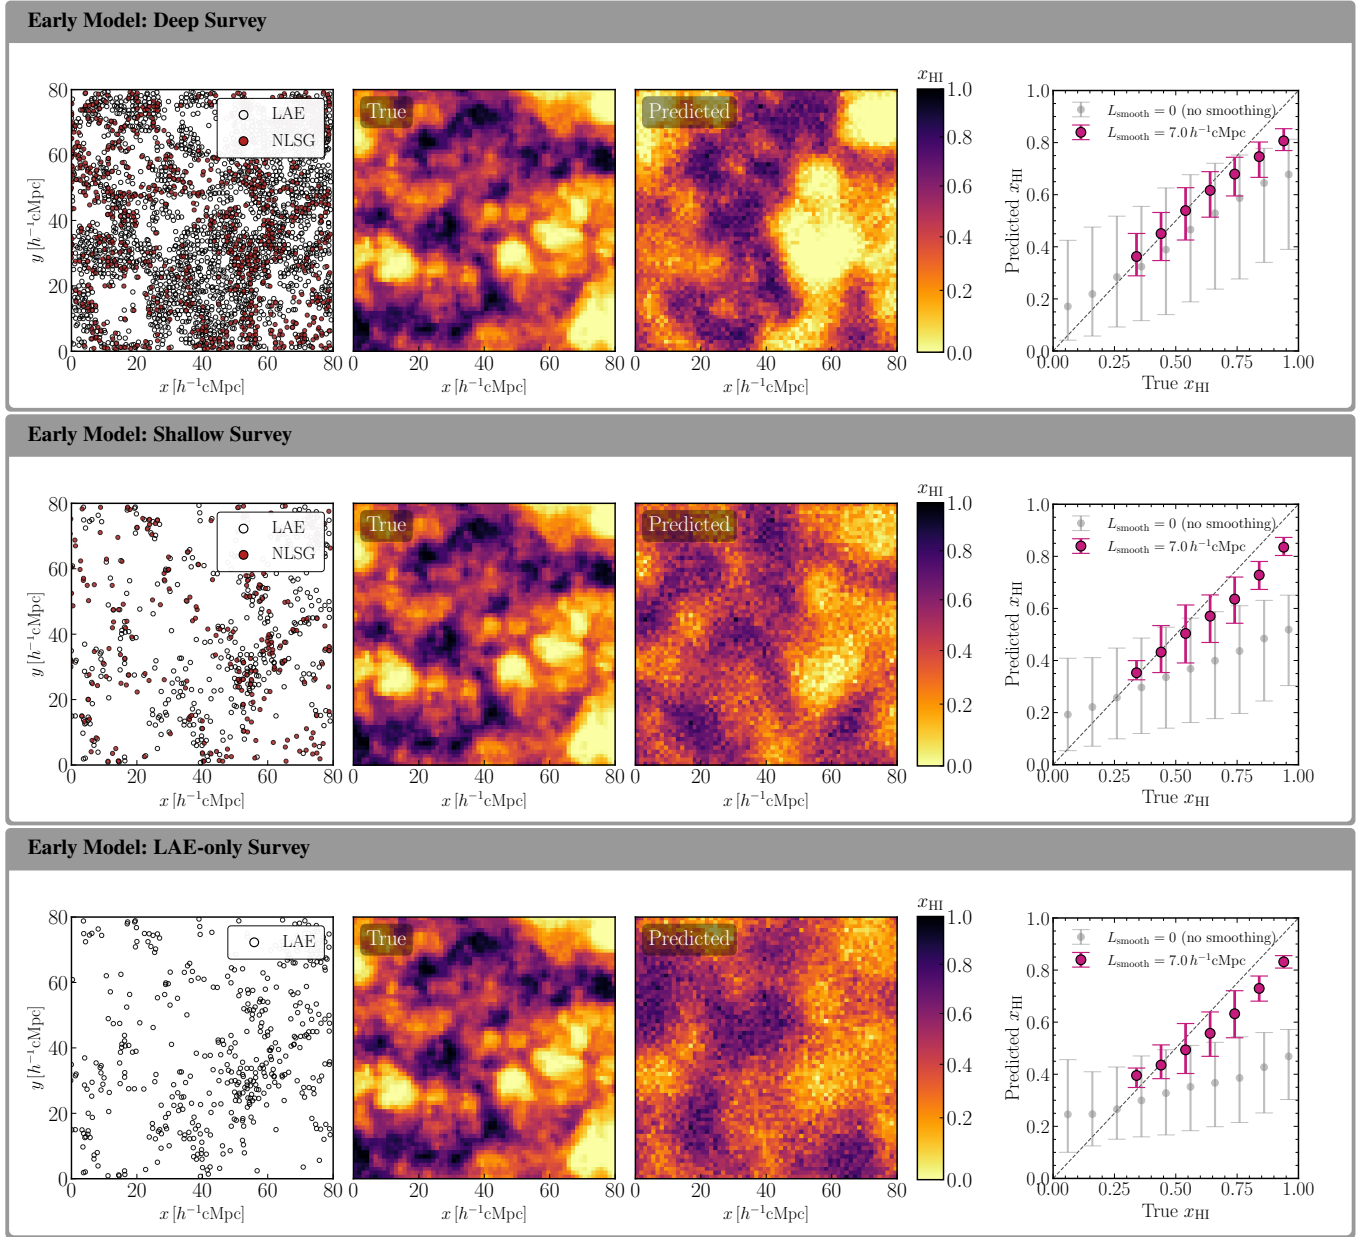 Early Model: Deep Survey
LAE
NLSG
80
60
40
20
0
y [h⁻¹cMpc]
0 20 40 60 80
x [h⁻¹cMpc]
True
0 20 40 60 80
x [h⁻¹cMpc]
Predicted
0 20 40 60 80
x [h⁻¹cMpc]
x_HI
1.0
0.8
0.6
0.4
0.2
0.0
L_smooth = 0 (no smoothing)
L_smooth = 7.0 h⁻¹cMpc
1.0
0.8
0.6
0.4
0.2
0.0
Predicted x_HI
0.00 0.25 0.50 0.75 1.00
True x_HI
Early Model: Shallow Survey
LAE
NLSG
80
60
40
20
0
y [h⁻¹cMpc]
0 20 40 60 80
x [h⁻¹cMpc]
True
0 20 40 60 80
x [h⁻¹cMpc]
Predicted
0 20 40 60 80
x [h⁻¹cMpc]
x_HI
1.0
0.8
0.6
0.4
0.2
0.0
L_smooth = 0 (no smoothing)
L_smooth = 7.0 h⁻¹cMpc
1.0
0.8
0.6
0.4
0.2
0.0
Predicted x_HI
0.00 0.25 0.50 0.75 1.00
True x_HI
Early Model: LAE-only Survey
LAE
80
60
40
20
0
y [h⁻¹cMpc]
0 20 40 60 80
x [h⁻¹cMpc]
True
0 20 40 60 80
x [h⁻¹cMpc]
Predicted
0 20 40 60 80
x [h⁻¹cMpc]
x_HI
1.0
0.8
0.6
0.4
0.2
0.0
L_smooth = 0 (no smoothing)
L_smooth = 7.0 h⁻¹cMpc
1.0
0.8
0.6
0.4
0.2
0.0
Predicted x_HI
0.00 0.25 0.50 0.75 1.00
True x_HI